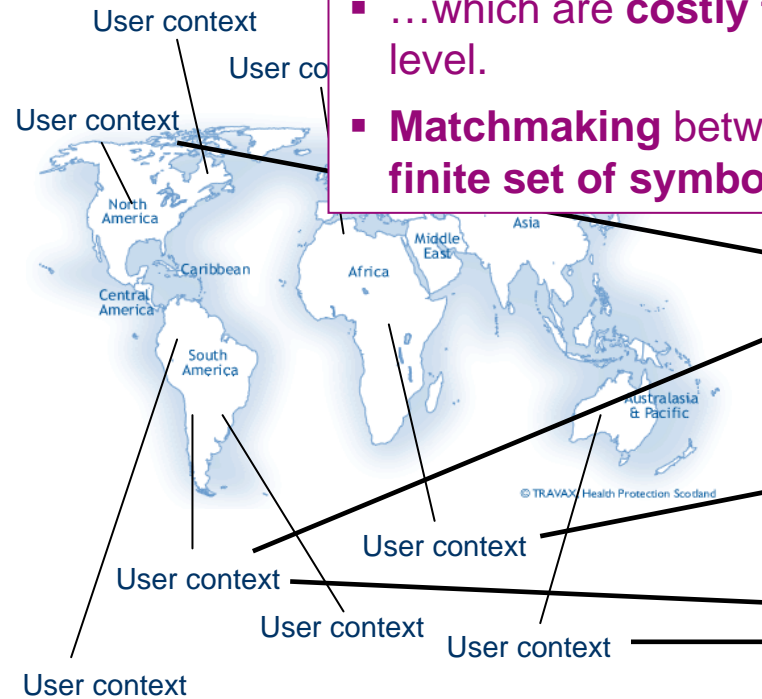 …which are costly
level.
User context
User co
Matchmaking betw
finite set of symbo
User context
North
America
Asia
Middle
East
Caribbean
Africa
Central
America
South
America
Australasia
& Pacific
© TRAVAX, Health Protection Scotland
User context
User context
User context
User context
User context